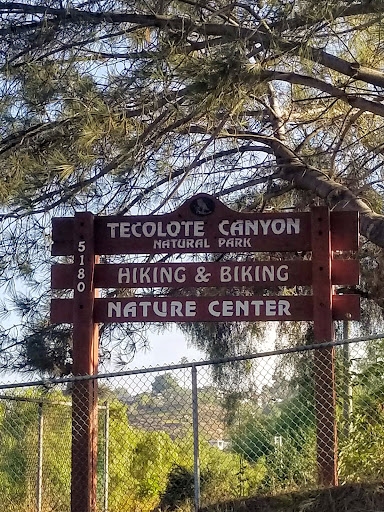 TECOLOTE CANYON
NATURAL PARK
HIKING & BIKING
NATURE CENTER
5180